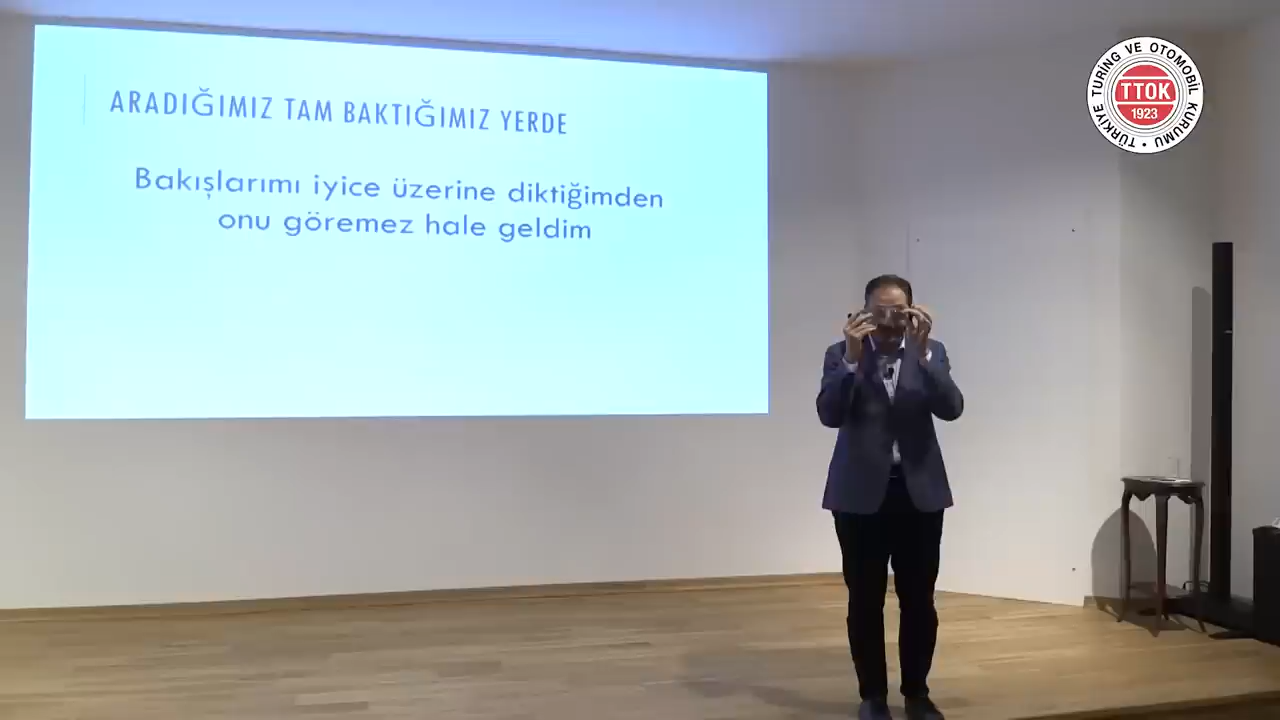 ARADIĞIMIZ TAM BAKTIĞIMIZ YERDE
Bakışlarımı iyice üzerine diktiğimden
onu göremez hale geldim
TÜRKİYE TURİNG VE OTOMOBİL KURUMU •
TTOK
1923